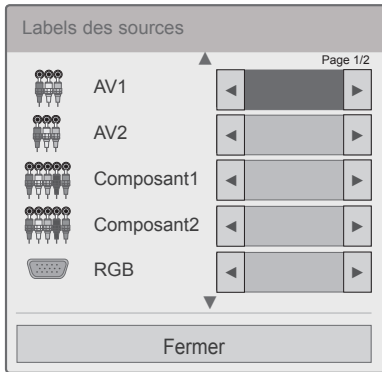 Labels des sources
Page 1/2
AV1
AV2
Composant1
Composant2
RGB
Fermer